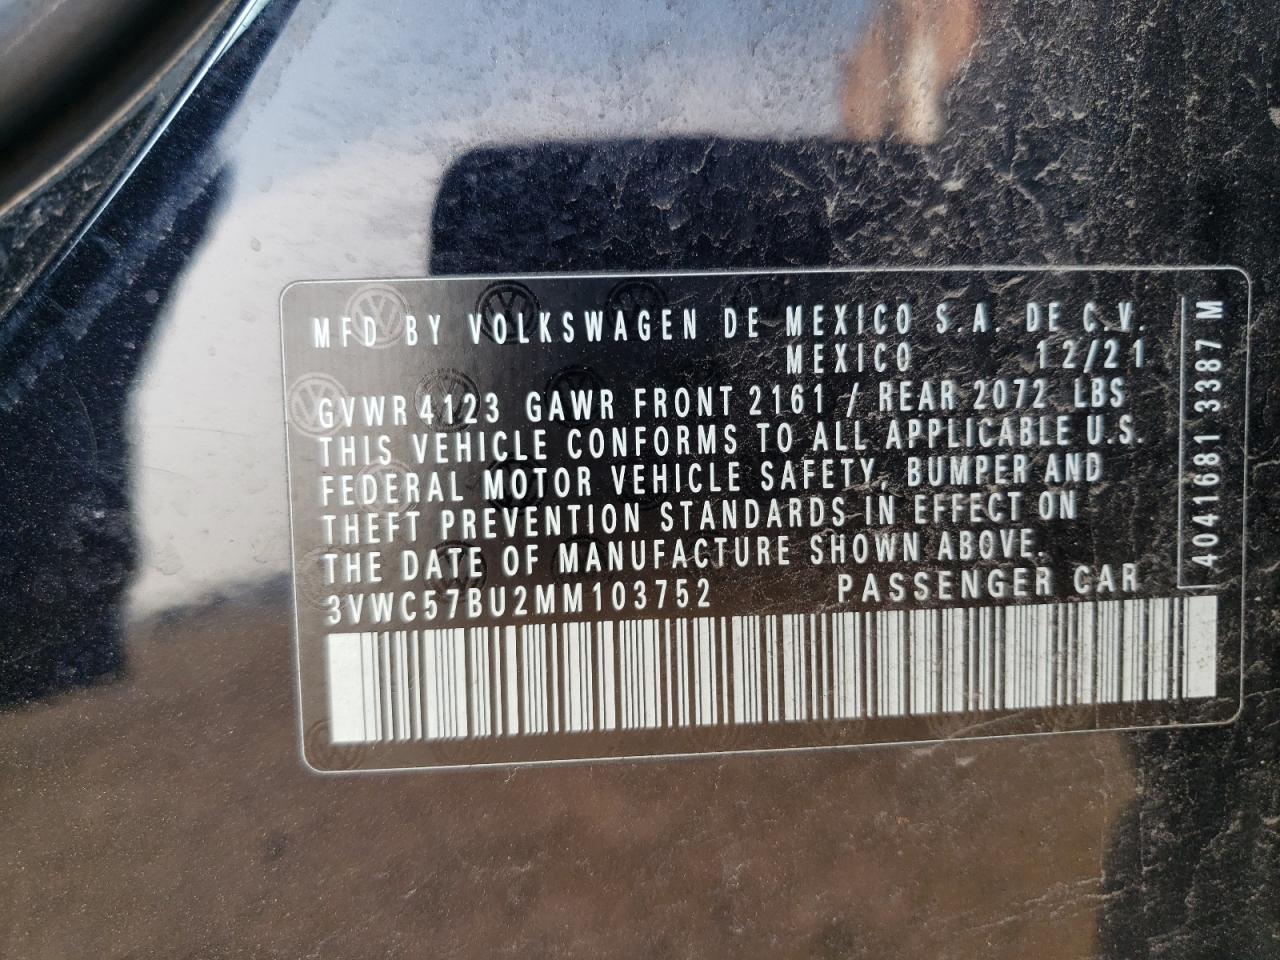 MFD BY VOLKSWAGEN DE MEXICO S.A. DE C.V.
MEXICO 12/21
GVWR 4123 GAWR FRONT 2161 / REAR 2072 LBS
THIS VEHICLE CONFORMS TO ALL APPLICABLE U.S.
FEDERAL MOTOR VEHICLE SAFETY, BUMPER AND
THEFT PREVENTION STANDARDS IN EFFECT ON
THE DATE OF MANUFACTURE SHOWN ABOVE.
3VWC57BU2MM103752 PASSENGER CAR
4041681 3387 M